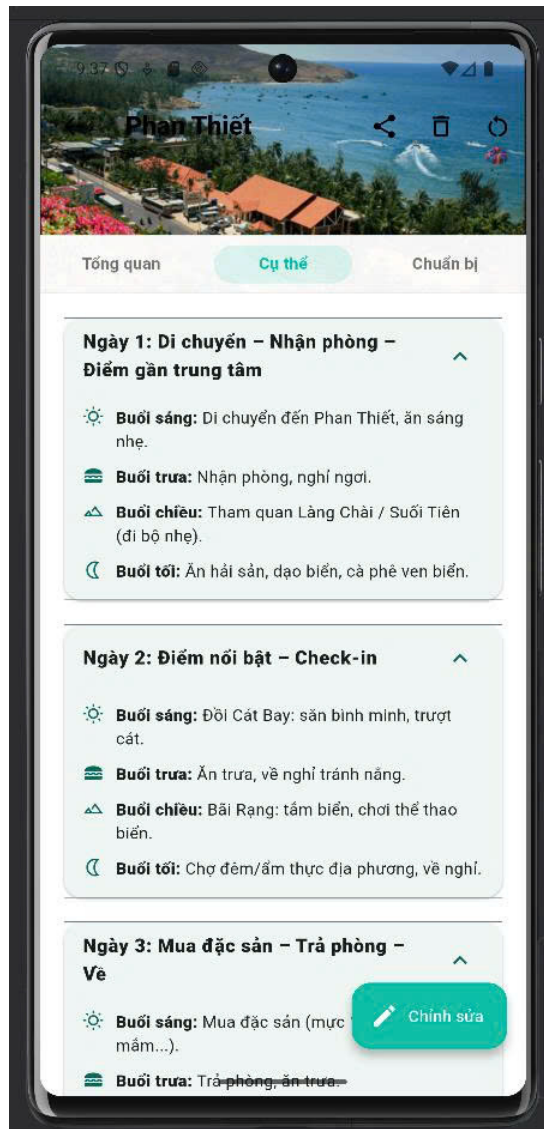 9:37
Phan Thiết
Tổng quan
Cụ thể
Chuẩn bị
Ngày 1: Di chuyển – Nhận phòng –
Điểm gần trung tâm
Buổi sáng: Di chuyển đến Phan Thiết, ăn sáng
nhẹ.
Buổi trưa: Nhận phòng, nghỉ ngơi.
Buổi chiều: Tham quan Làng Chài / Suối Tiên
(đi bộ nhẹ).
Buổi tối: Ăn hải sản, dạo biển, cà phê ven biển.
Ngày 2: Điểm nổi bật – Check-in
Buổi sáng: Đồi Cát Bay: săn bình minh, trượt
cát.
Buổi trưa: Ăn trưa, về nghỉ tránh nắng.
Buổi chiều: Bãi Rạng: tắm biển, chơi thể thao
biển.
Buổi tối: Chợ đêm/ẩm thực địa phương, về nghỉ.
Ngày 3: Mua đặc sản – Trả phòng –
Về
Buổi sáng: Mua đặc sản (mực
mắm...).
Chỉnh sửa
Buổi trưa: Trả phòng, ăn trưa.